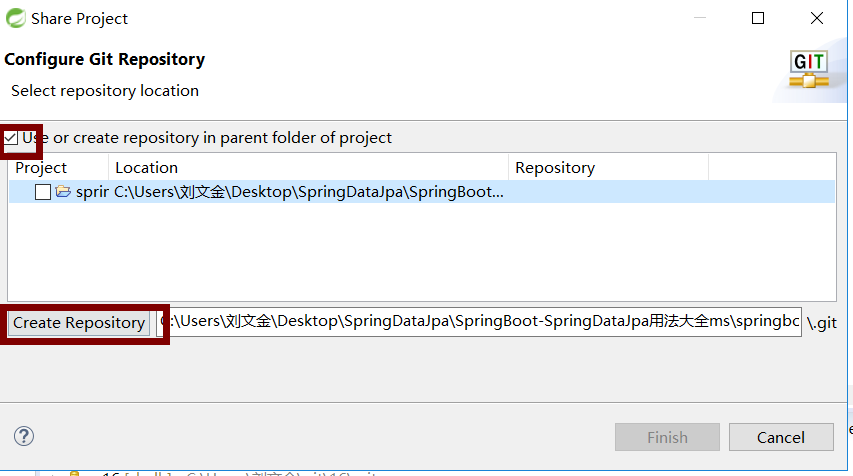 Share Project
Configure Git Repository
Select repository location
GIT
Use or create repository in parent folder of project
Project Location Repository
sprir C:\Users\刘文金\Desktop\SpringDataJpa\SpringBoot...
Create Repository :\Users\刘文金\Desktop\SpringDataJpa\SpringBoot-SpringDataJpa用法大全ms\springbc \.git
Finish Cancel